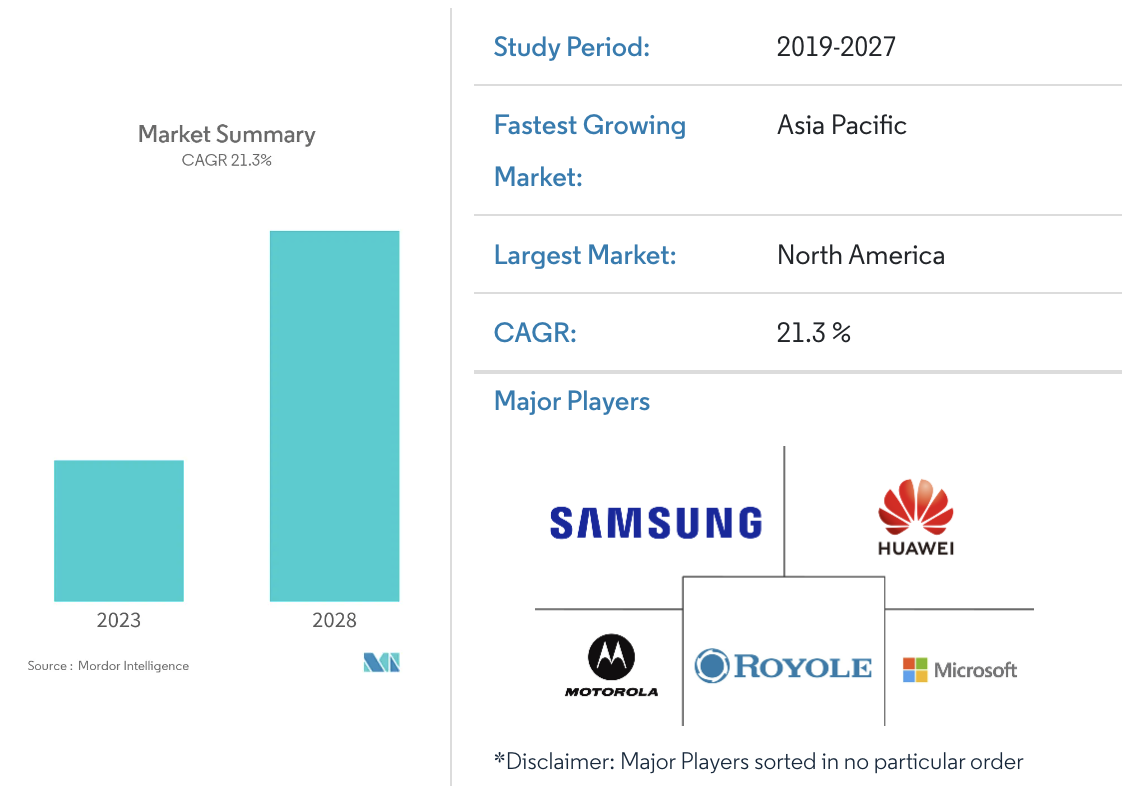 Market Summary
CAGR 21.3%
2023
2028
Source : Mordor Intelligence
Study Period:
2019-2027
Fastest Growing
Market:
Asia Pacific
Largest Market:
North America
CAGR:
21.3 %
Major Players
SAMSUNG
HUAWEI
MOTOROLA
ROYOLE
Microsoft
*Disclaimer: Major Players sorted in no particular order